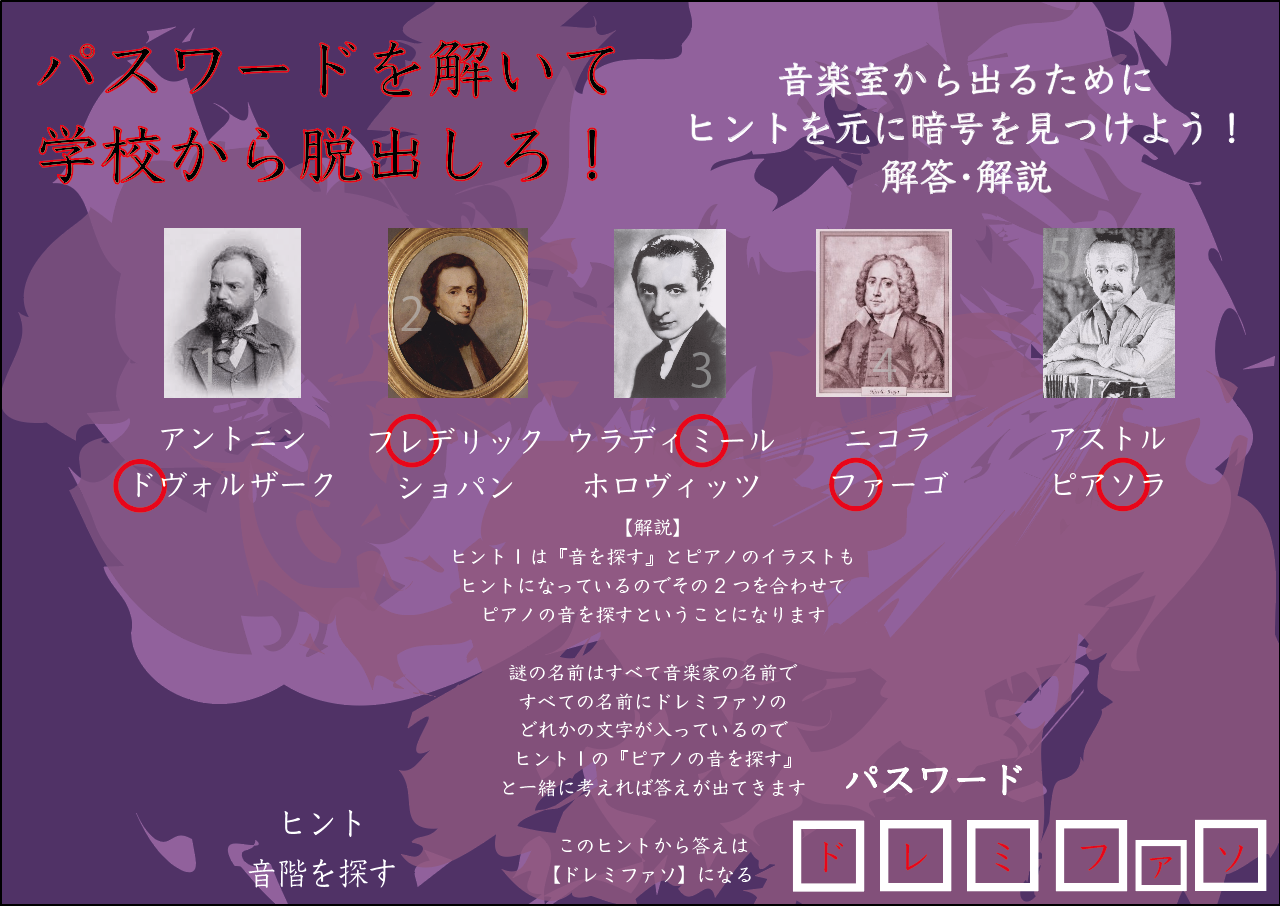 パスワードを解いて
学校から脱出しろ！
音楽室から出るために
ヒントを元に暗号を見つけよう！
解答・解説
1
2
3
4
5
アントニン
ドヴォルザーク
フレデリック
ショパン
ウラディミール
ホロヴィッツ
ニコラ
ファーゴ
アストル
ピアソラ
【解説】
ヒント1は『音を探す』とピアノのイラストも
ヒントになっているのでその2つを合わせて
ピアノの音を探すということになります
謎の名前はすべて音楽家の名前で
すべての名前にドレミファソの
どれかの文字が入っているので
ヒント1の『ピアノの音を探す』
と一緒に考えれば答えが出てきます
このヒントから答えは
【ドレミファソ】になる
ヒント
音階を探す
パスワード
ドレミファソ